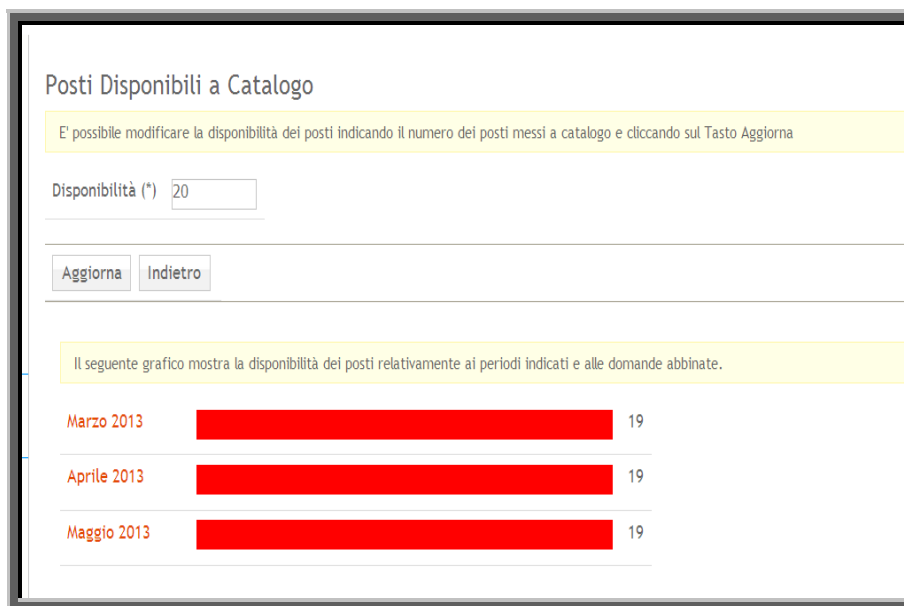 Posti Disponibili a Catalogo
E' possibile modificare la disponibilità dei posti indicando il numero dei posti messi a catalogo e cliccando sul Tasto Aggiorna
Disponibilità (*) 20
Aggiorna Indietro
Il seguente grafico mostra la disponibilità dei posti relativamente ai periodi indicati e alle domande abbinate.
Marzo 2013 19
Aprile 2013 19
Maggio 2013 19